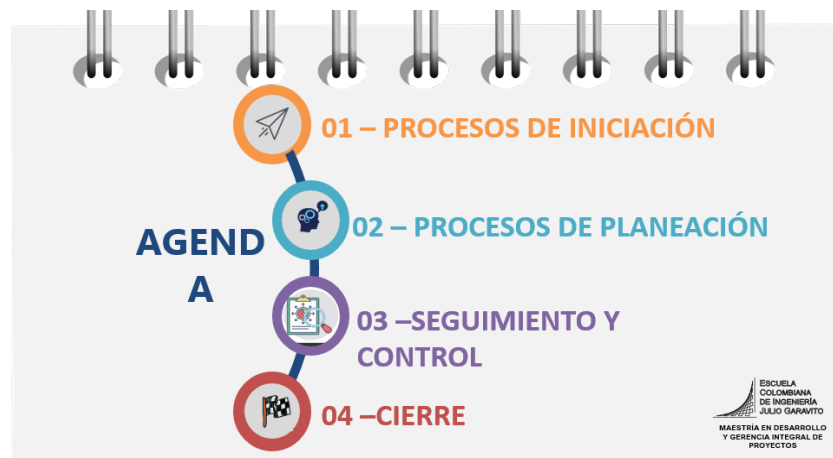 01 – PROCESOS DE INICIACIÓN
02 – PROCESOS DE PLANEACIÓN
AGEND
A
03 –SEGUIMIENTO Y
CONTROL
04 –CIERRE
ESCUELA
COLOMBIANA
DE INGENIERÍA
JULIO GARAVITO
MAESTRÍA EN DESARROLLO
Y GERENCIA INTEGRAL DE
PROYECTOS